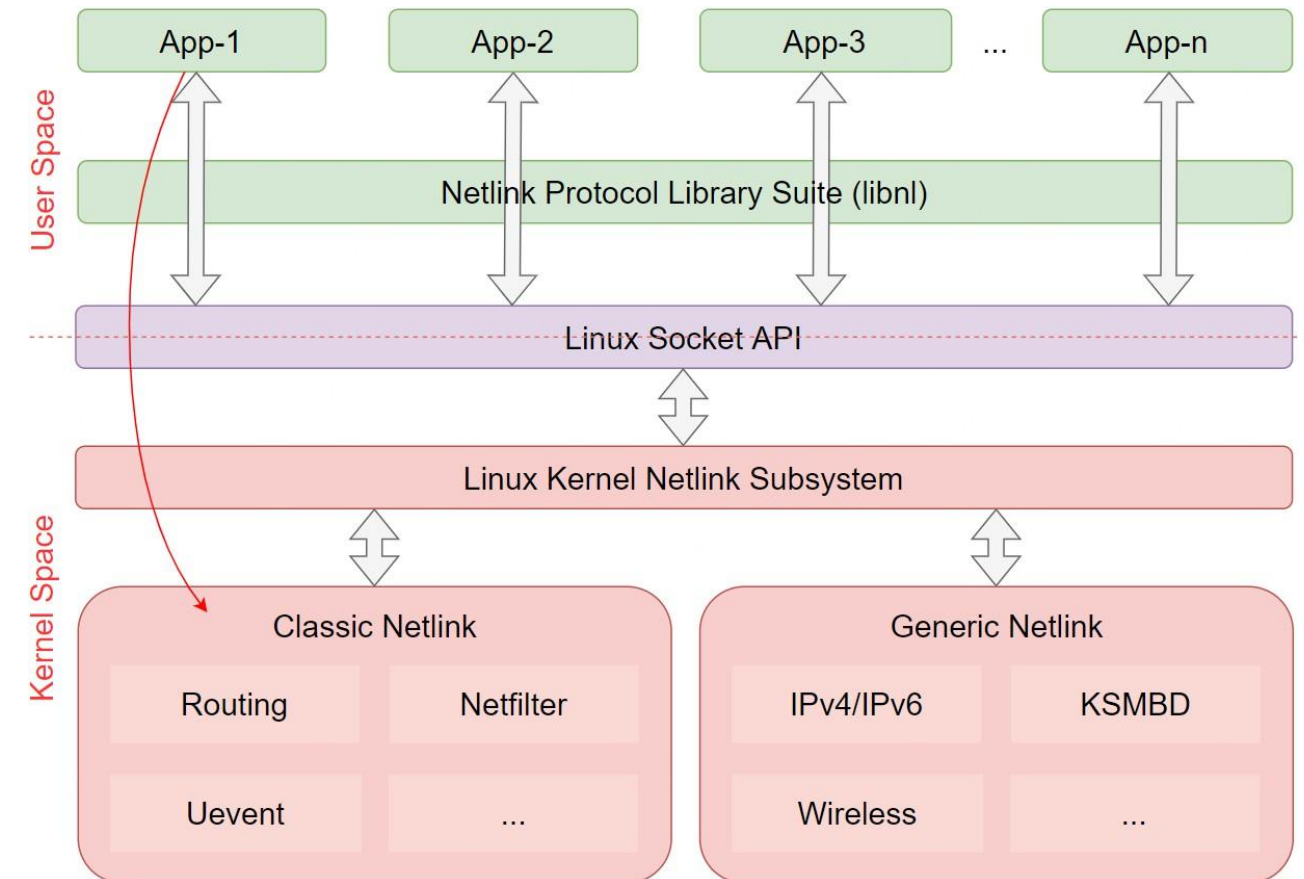 App-1
App-2
App-3
...
App-n
User Space
Netlink Protocol Library Suite (libnl)
Linux Socket API
Linux Kernel Netlink Subsystem
Kernel Space
Classic Netlink
Generic Netlink
Routing
Netfilter
IPv4/IPv6
KSMBD
Uevent
...
Wireless
...